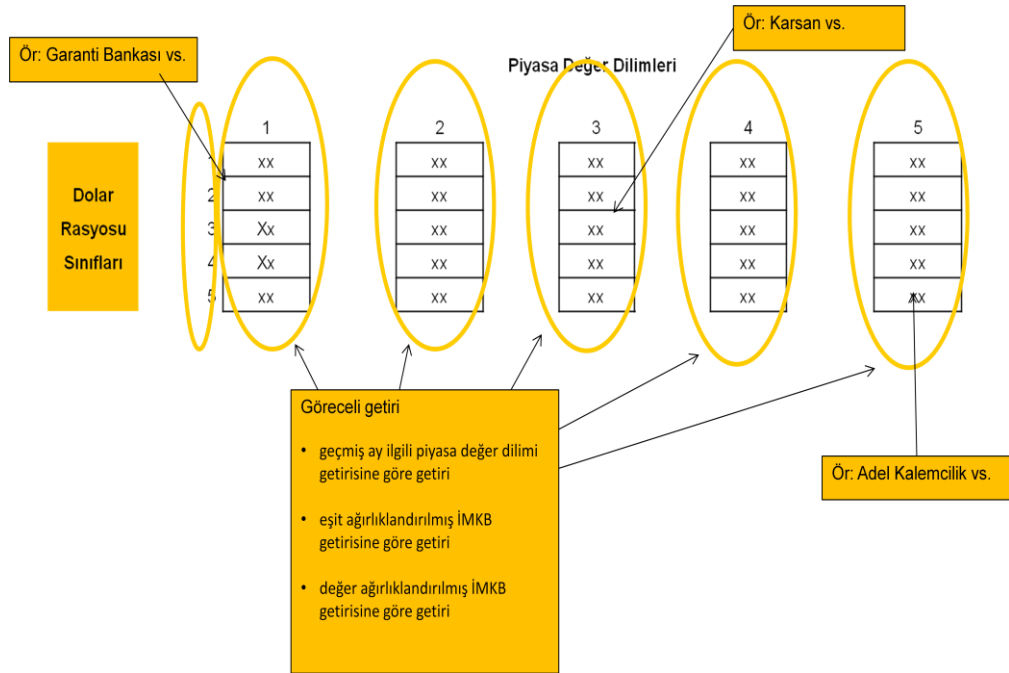 Ör: Karsan vs.
Ör: Garanti Bankası vs.
Piyasa Değer Dilimleri
1 2 3 4 5
1 xx xx xx xx xx
2 xx xx xx xx xx
3 Xx xx xx xx xx
4 Xx xx xx xx xx
5 xx xx xx xx xx
Dolar
Rasyosu
Sınıfları
Göreceli getiri
• geçmiş ay ilgili piyasa değer dilimi
getirisine göre getiri
• eşit ağırlıklandırılmış İMKB
getirisine göre getiri
• değer ağırlıklandırılmış İMKB
getirisine göre getiri
Ör: Adel Kalemcilik vs.